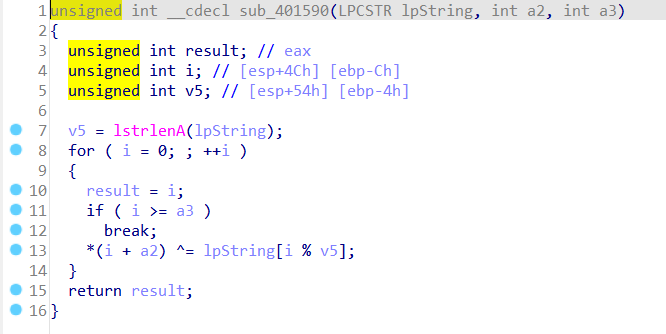 1 unsigned int __cdecl sub_401590(LPCSTR lpString, int a2, int a3)
2 {
3   unsigned int result; // eax
4   unsigned int i; // [esp+4Ch] [ebp-Ch]
5   unsigned int v5; // [esp+54h] [ebp-4h]
6
7   v5 = lstrlenA(lpString);
8   for ( i = 0; ; ++i )
9   {
10     result = i;
11     if ( i >= a3 )
12       break;
13     *(i + a2) ^= lpString[i % v5];
14   }
15   return result;
16 }